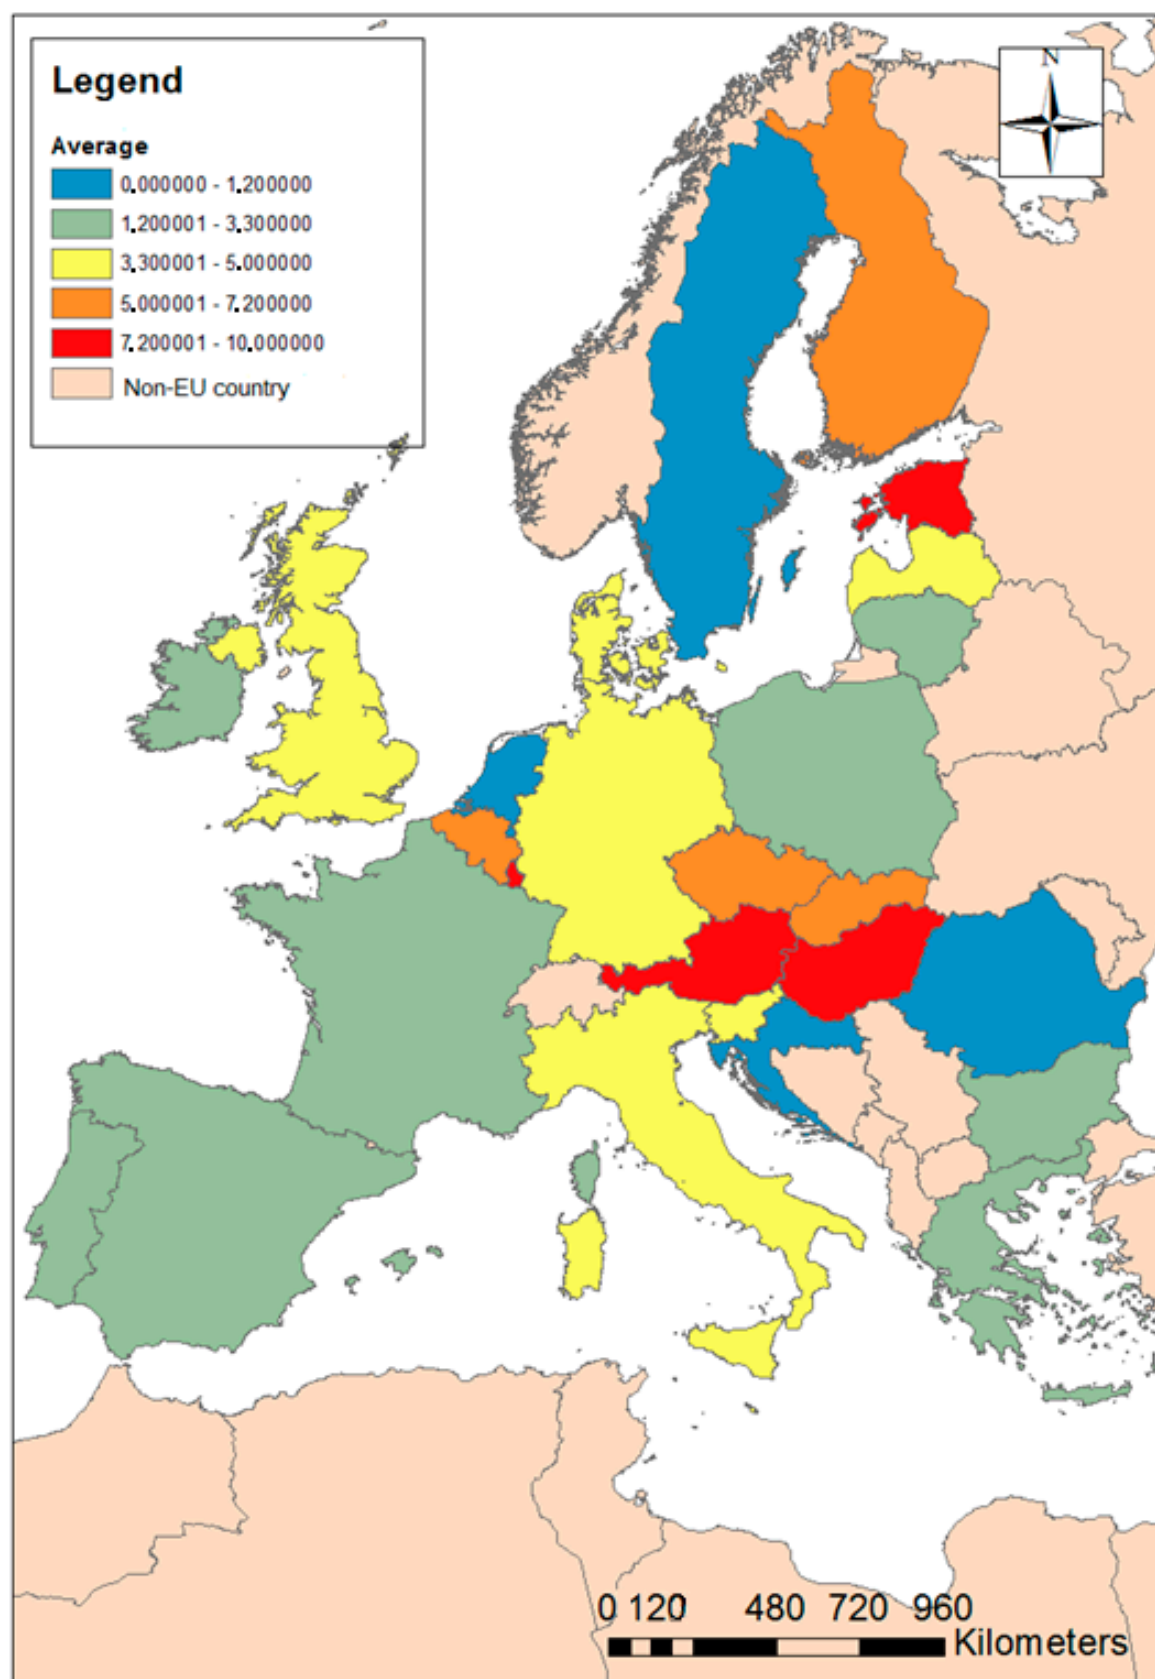 Legend
Average
0.000000 - 1.200000
1.200001 - 3.300000
3.300001 - 5.000000
5.000001 - 7.200000
7.200001 - 10.000000
Non-EU country
N
0 120 480 720 960
Kilometers